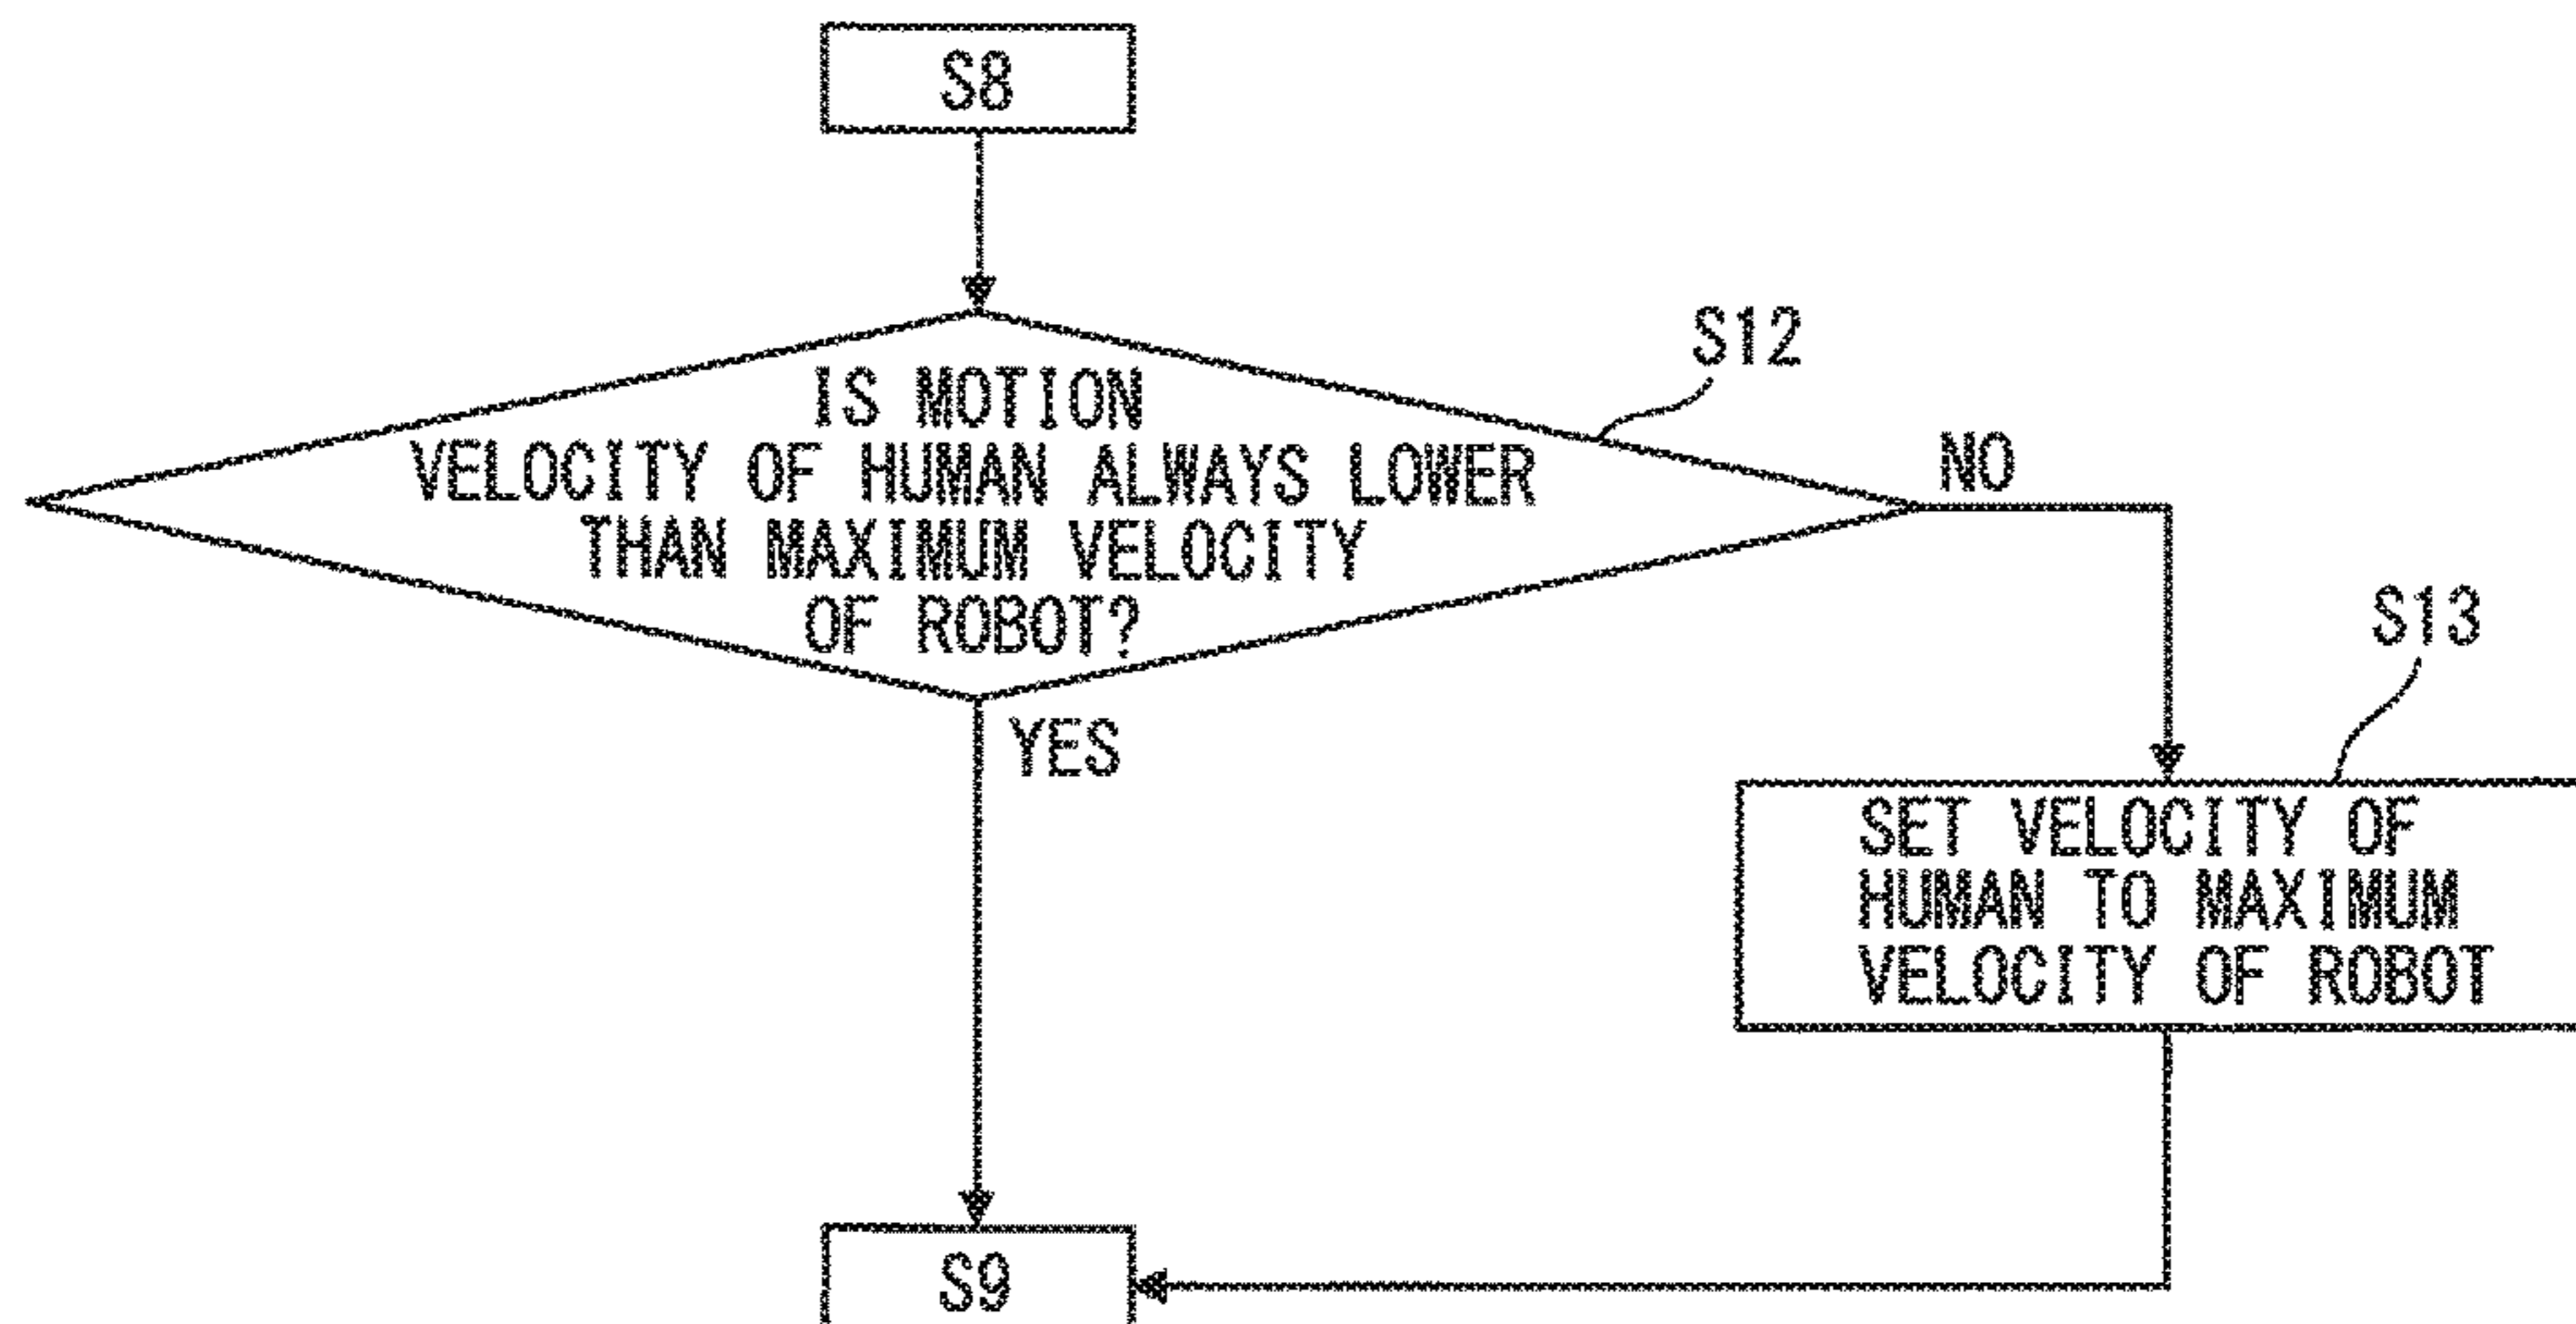 S8
S12
IS MOTION
VELOCITY OF HUMAN ALWAYS LOWER
THAN MAXIMUM VELOCITY
OF ROBOT?
NO
YES
S13
SET VELOCITY OF
HUMAN TO MAXIMUM
VELOCITY OF ROBOT
S9